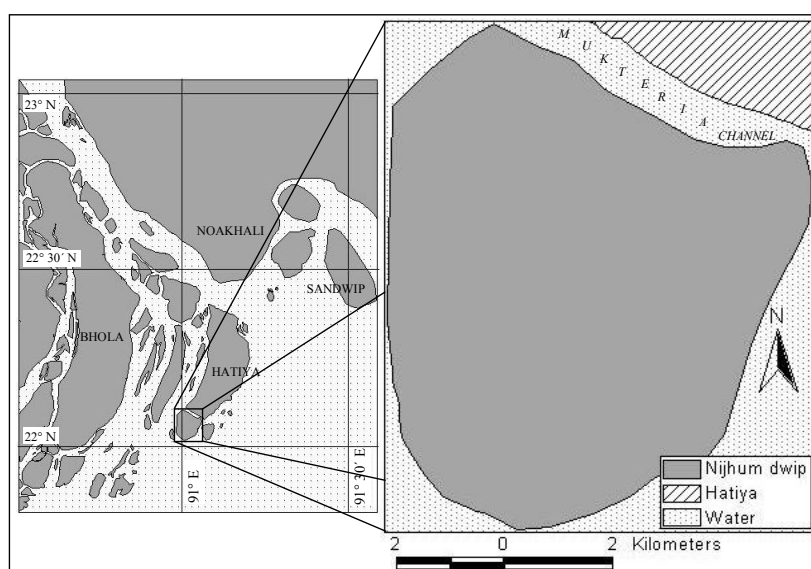 23° N
22° 30´ N
22° N
91° E
91° 30´ E
NOAKHALI
SANDWIP
BHOLA
HATIYA
MUKTERIA
CHANNEL
N
Nijhum dwip
Hatiya
Water
2 0 2 Kilometers